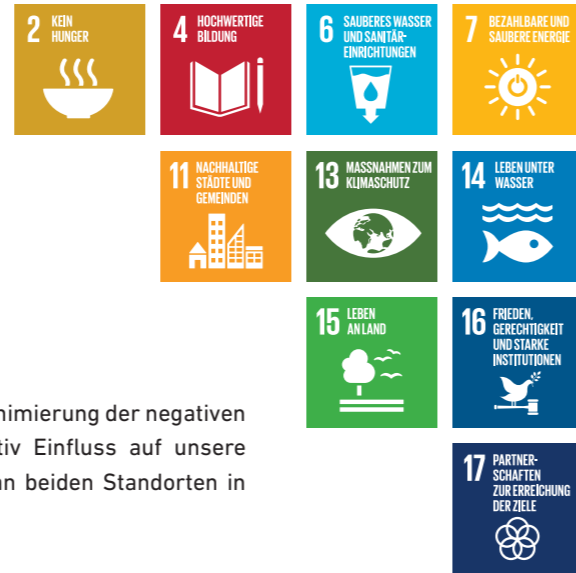 2 KEIN
HUNGER
4 HOCHWERTIGE
BILDUNG
6 SAUBERES WASSER
UND SANITÄR-
EINRICHTUNGEN
7 BEZAHLBARE UND
SAUBERE ENERGIE
11 NACHHALTIGE
STÄDTE UND
GEMEINDEN
13 MASSNAHMEN ZUM
KLIMASCHUTZ
14 LEBEN UNTER
WASSER
15 LEBEN
AN LAND
16 FRIEDEN,
GERECHTIGKEIT
UND STARKE
INSTITUTIONEN
nimierung der negativen
tiv Einfluss auf unsere
an beiden Standorten in
17 PARTNER-
SCHAFTEN
ZUR ERREICHUNG
DER ZIELE